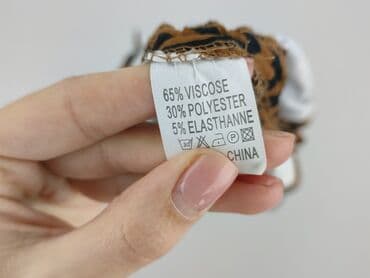 65% VISCOSE
30% POLYESTER
5% ELASTHANNE
CHINA